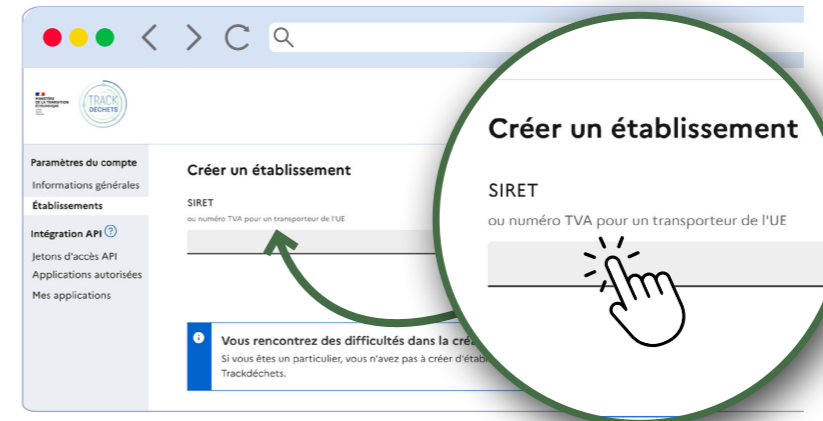 MINISTÈRE
DE LA TRANSITION
ÉCOLOGIQUE
TRACK
DÉCHETS
Paramètres du compte
Informations générales
Établissements
Intégration API ?
Jetons d'accès API
Applications autorisées
Mes applications
Créer un établissement
SIRET
ou numéro TVA pour un transporteur de l'UE
Vous rencontrez des difficultés dans la
Si vous êtes un particulier, vous n'avez pas à créer
Trackdéchets.
Créer un établissement
SIRET
ou numéro TVA pour un transporteur de l'UE